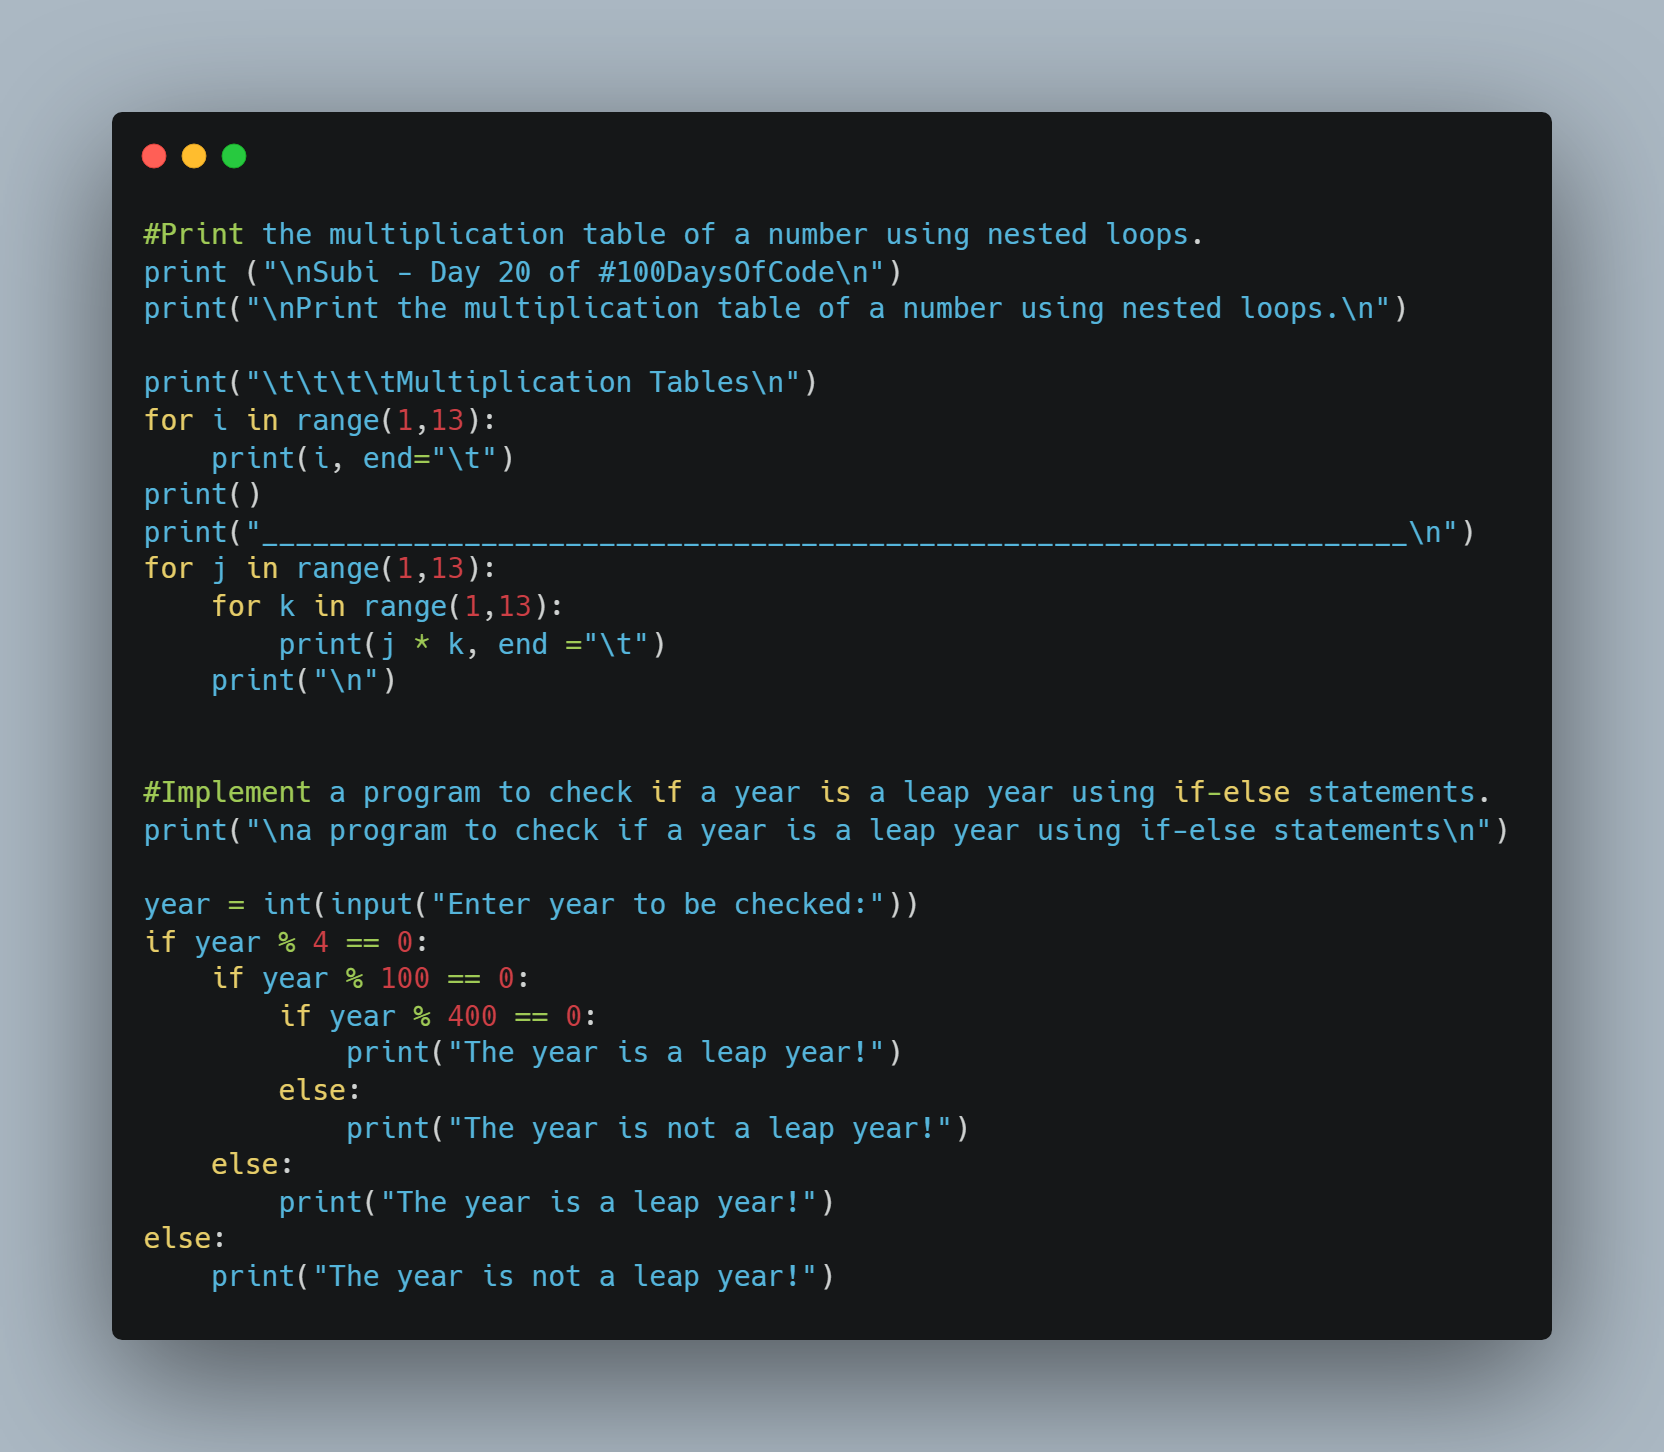 #Print the multiplication table of a number using nested loops.
print ("\nSubi - Day 20 of #100DaysOfCode\n")
print("\nPrint the multiplication table of a number using nested loops.\n")
print("\t\t\t\tMultiplication Tables\n")
for i in range(1,13):
    print(i, end="\t")
print()
print("____________________________________________________________________\n")
for j in range(1,13):
    for k in range(1,13):
        print(j * k, end ="\t")
    print("\n")
#Implement a program to check if a year is a leap year using if-else statements.
print("\na program to check if a year is a leap year using if-else statements\n")
year = int(input("Enter year to be checked:"))
if year % 4 == 0:
    if year % 100 == 0:
        if year % 400 == 0:
            print("The year is a leap year!")
        else:
            print("The year is not a leap year!")
    else:
        print("The year is a leap year!")
else:
    print("The year is not a leap year!")